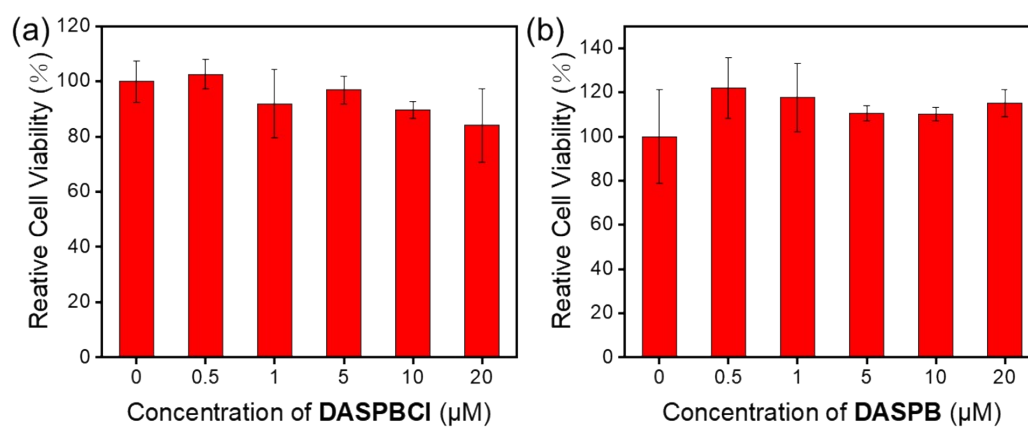 (a)
120
100
80
60
40
20
0
Reative Cell Viability (%)
0 0.5 1 5 10 20
Concentration of DASPBCl (μM)
(b)
140
120
100
80
60
40
20
0
Reative Cell Viability (%)
0 0.5 1 5 10 20
Concentration of DASPB (μM)